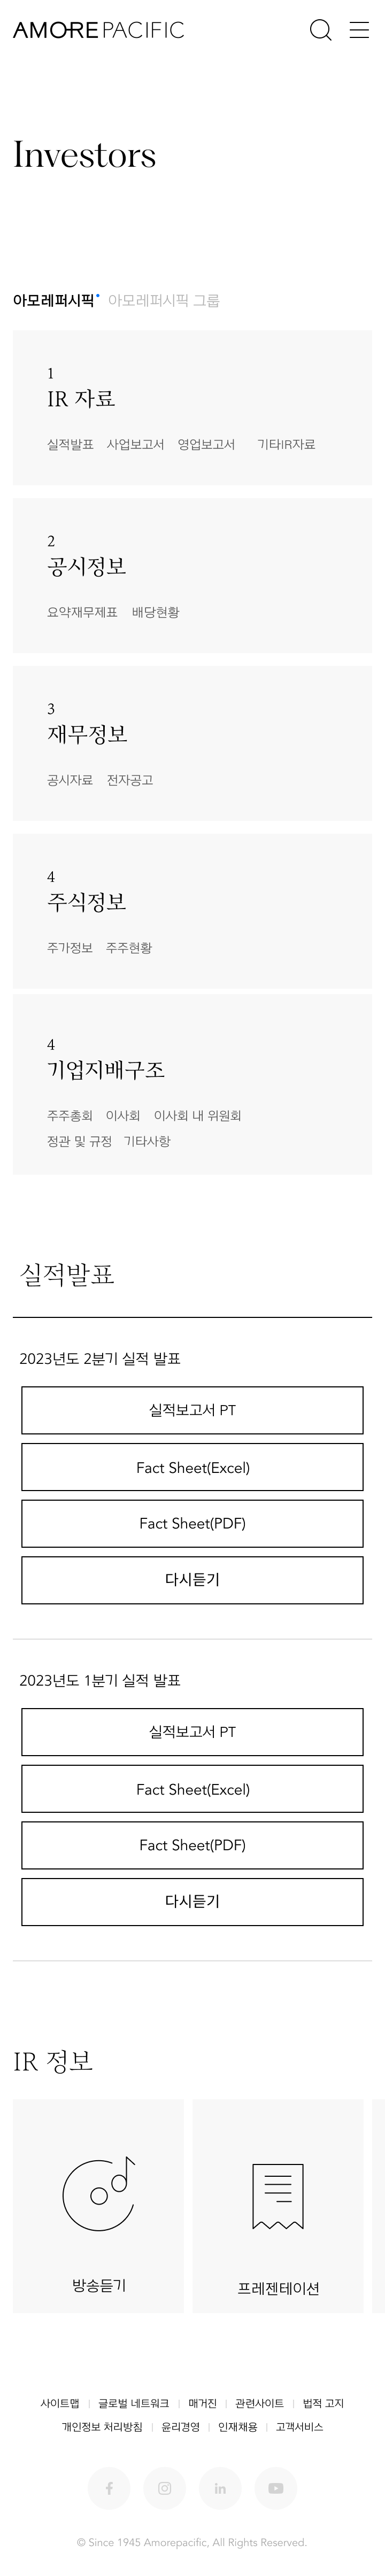 AMOREPACIFIC
Investors
아모레퍼시픽 아모레퍼시픽 그룹
1
IR 자료
실적발표 사업보고서 영업보고서 기타IR자료
2
공시정보
요약재무제표 배당현황
3
재무정보
공시자료 전자공고
4
주식정보
주가정보 주주현황
4
기업지배구조
주주총회 이사회 이사회 내 위원회
정관 및 규정 기타사항
실적발표
2023년도 2분기 실적 발표
실적보고서 PT
Fact Sheet(Excel)
Fact Sheet(PDF)
다시듣기
2023년도 1분기 실적 발표
실적보고서 PT
Fact Sheet(Excel)
Fact Sheet(PDF)
다시듣기
IR 정보
방송듣기 프레젠테이션
사이트맵 | 글로벌 네트워크 | 매거진 | 관련사이트 | 법적 고지
개인정보 처리방침 | 윤리경영 | 인재채용 | 고객서비스
© Since 1945 Amorepacific, All Rights Reserved.